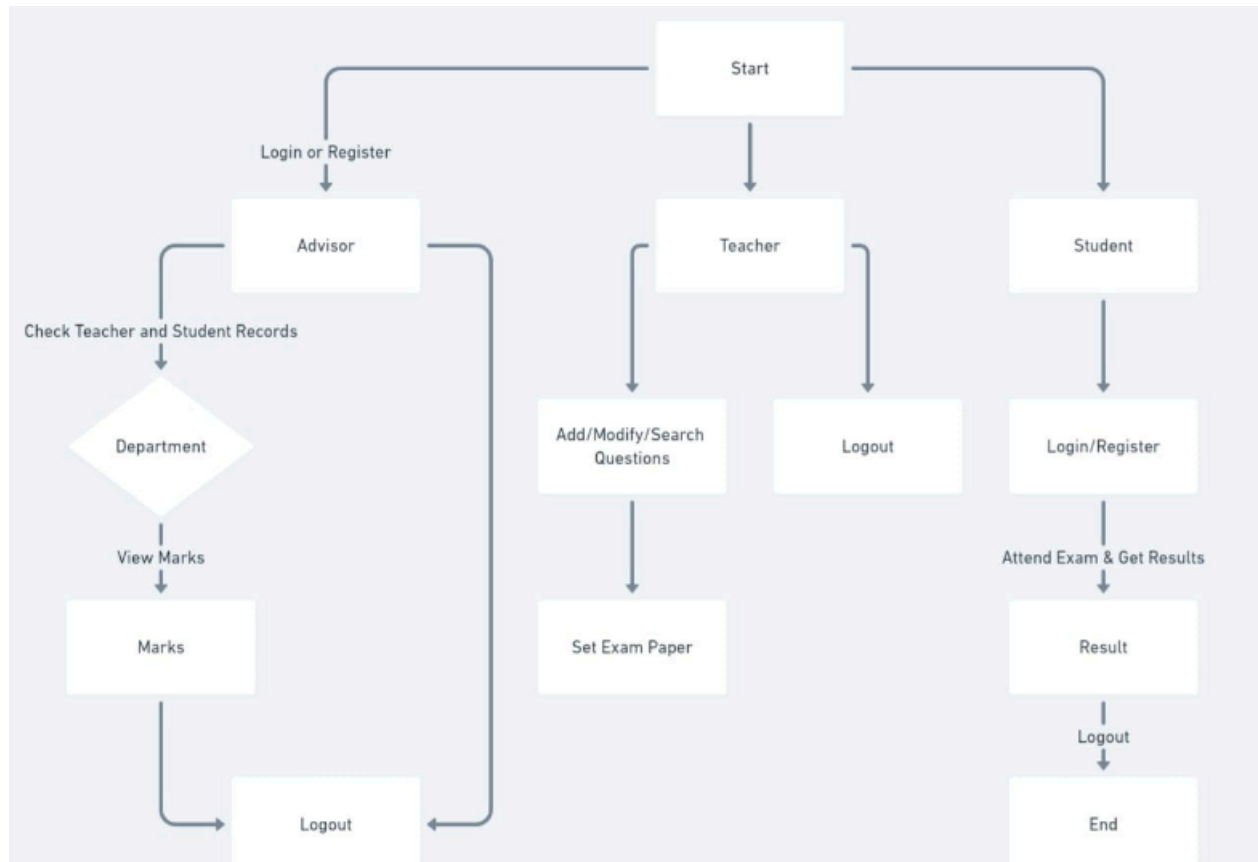 Start
Login or Register
Advisor
Teacher
Student
Check Teacher and Student Records
Department
Add/Modify/Search
Questions
Logout
Login/Register
View Marks
Attend Exam & Get Results
Marks
Set Exam Paper
Result
Logout
Logout
End